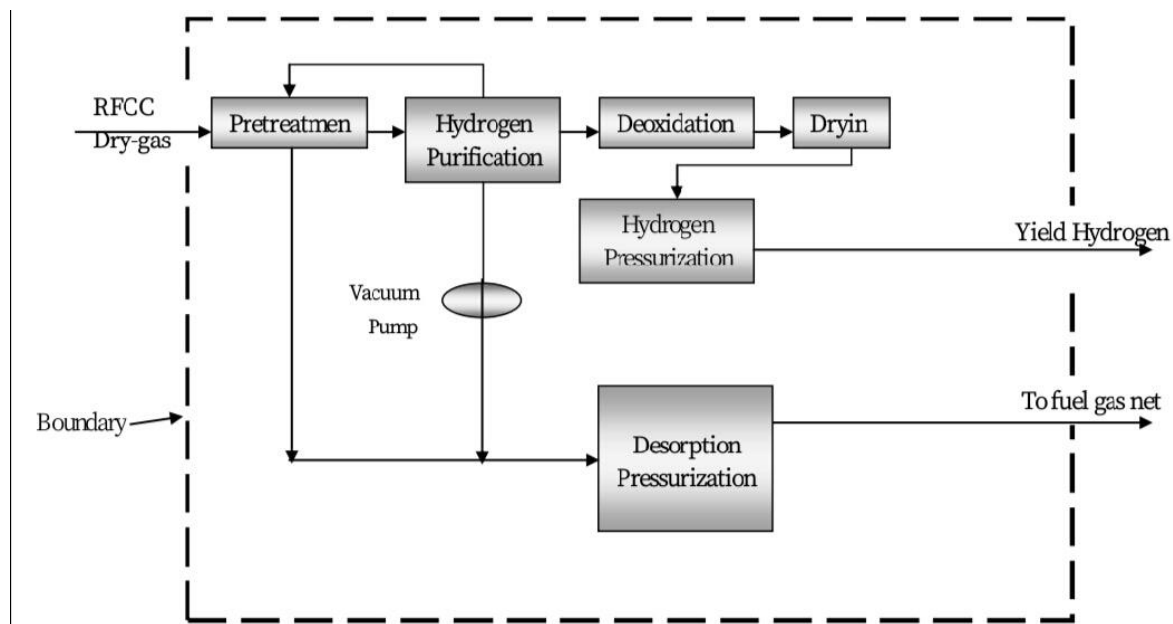 RFCC
Dry-gas
Pretreatmen
Hydrogen
Purification
Deoxidation
Dryin
Hydrogen
Pressurization
Yield Hydrogen
Vacuum
Pump
Boundary
Desorption
Pressurization
To fuel gas net